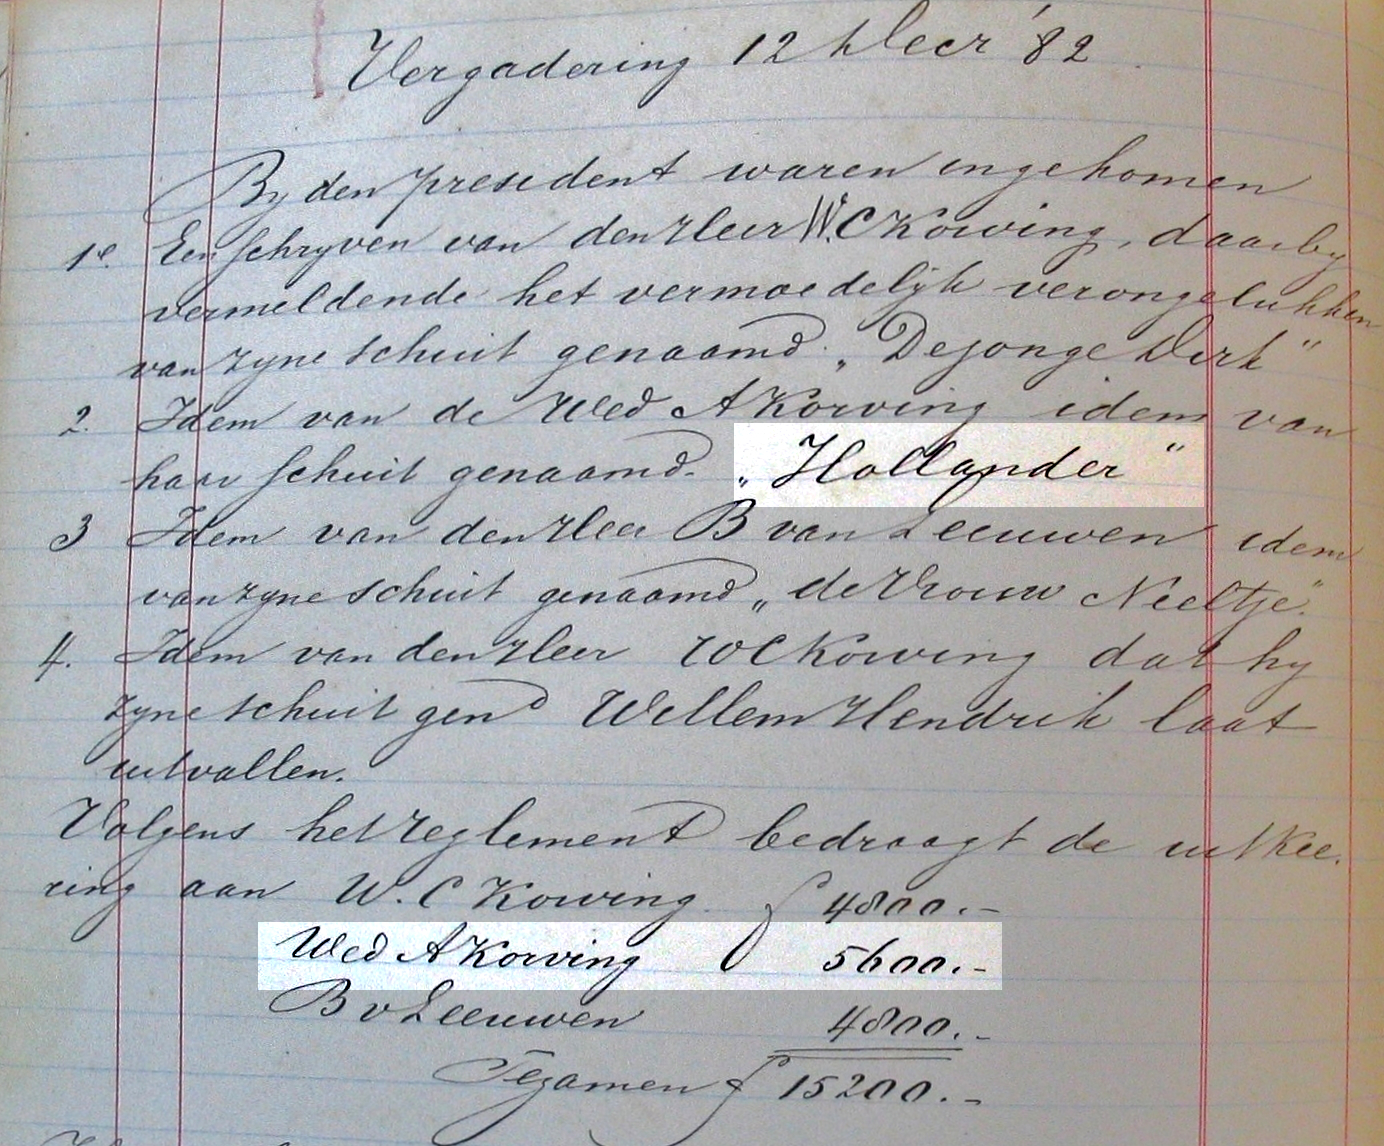 Vergadering 12 Decr '82
By den president waren ingekomen
1e. Een schryven van den Heer W.C Korving, daarby
vermeldende het vermoedelijk verongelukken
van zyne schuit genaamd „Dejonge Dirk"
2. Idem van de Wed A Korving idem van
haar schuit genaamd „Hollander"
3 Idem van den Heer B van Leeuwen idem
van zyne schuit genaamd „de Vrouw Neeltje"
4. Idem van den Heer WC Korving dat hy
zyne schuit gend Willem Hendrik laat
uitvallen.
Volgens het reglement bedraagt de uitkee-
ring aan W. C Korving f 4800.-
Wed A Korving 5600.-
B v Leeuwen 4800.-
Tezamen f 15200.-